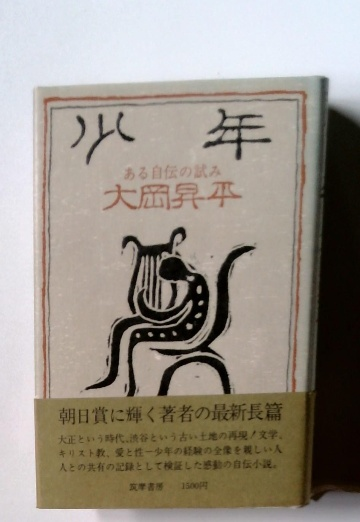 少年
ある自伝の試み
大岡昇平
朝日賞に輝く著者の最新長篇
大正という時代、渋谷という古い土地の再現！文学、
キリスト教、愛と性−少年の経験の全像を親しい人
人との共有の記録として検証した感動の自伝小説。
筑摩書房 1500円